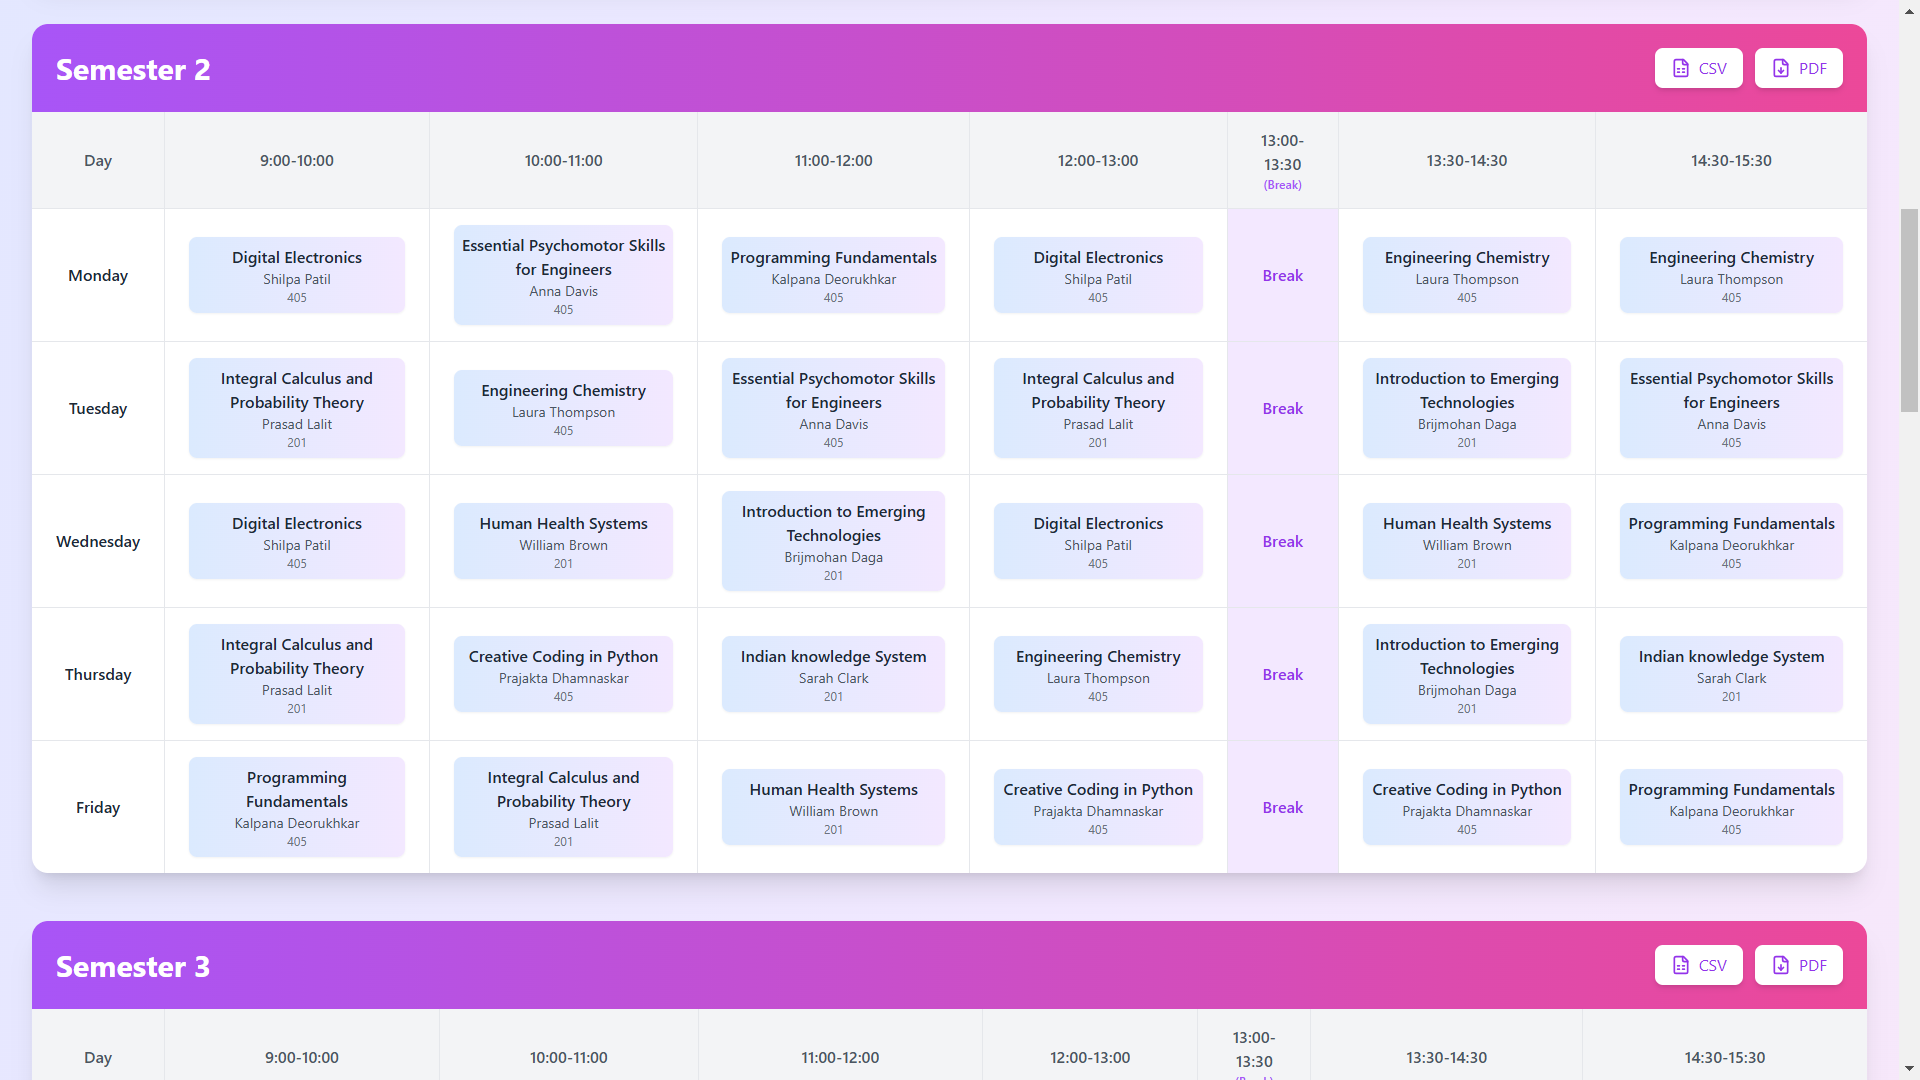 Semester 2
CSV
PDF
Day
9:00-10:00
10:00-11:00
11:00-12:00
12:00-13:00
13:00-
13:30
(Break)
13:30-14:30
14:30-15:30
Monday
Digital Electronics
Shilpa Patil
405
Essential Psychomotor Skills
for Engineers
Anna Davis
405
Programming Fundamentals
Kalpana Deorukhkar
405
Digital Electronics
Shilpa Patil
405
Break
Engineering Chemistry
Laura Thompson
405
Engineering Chemistry
Laura Thompson
405
Tuesday
Integral Calculus and
Probability Theory
Prasad Lalit
201
Engineering Chemistry
Laura Thompson
405
Essential Psychomotor Skills
for Engineers
Anna Davis
405
Integral Calculus and
Probability Theory
Prasad Lalit
201
Break
Introduction to Emerging
Technologies
Brijmohan Daga
201
Essential Psychomotor Skills
for Engineers
Anna Davis
405
Wednesday
Digital Electronics
Shilpa Patil
405
Human Health Systems
William Brown
201
Introduction to Emerging
Technologies
Brijmohan Daga
201
Digital Electronics
Shilpa Patil
405
Break
Human Health Systems
William Brown
201
Programming Fundamentals
Kalpana Deorukhkar
405
Thursday
Integral Calculus and
Probability Theory
Prasad Lalit
201
Creative Coding in Python
Prajakta Dhamnaskar
405
Indian knowledge System
Sarah Clark
201
Engineering Chemistry
Laura Thompson
405
Break
Introduction to Emerging
Technologies
Brijmohan Daga
201
Indian knowledge System
Sarah Clark
201
Friday
Programming
Fundamentals
Kalpana Deorukhkar
405
Integral Calculus and
Probability Theory
Prasad Lalit
201
Human Health Systems
William Brown
201
Creative Coding in Python
Prajakta Dhamnaskar
405
Break
Creative Coding in Python
Prajakta Dhamnaskar
405
Programming Fundamentals
Kalpana Deorukhkar
405
Semester 3
CSV
PDF
Day
9:00-10:00
10:00-11:00
11:00-12:00
12:00-13:00
13:00-
13:30
13:30-14:30
14:30-15:30